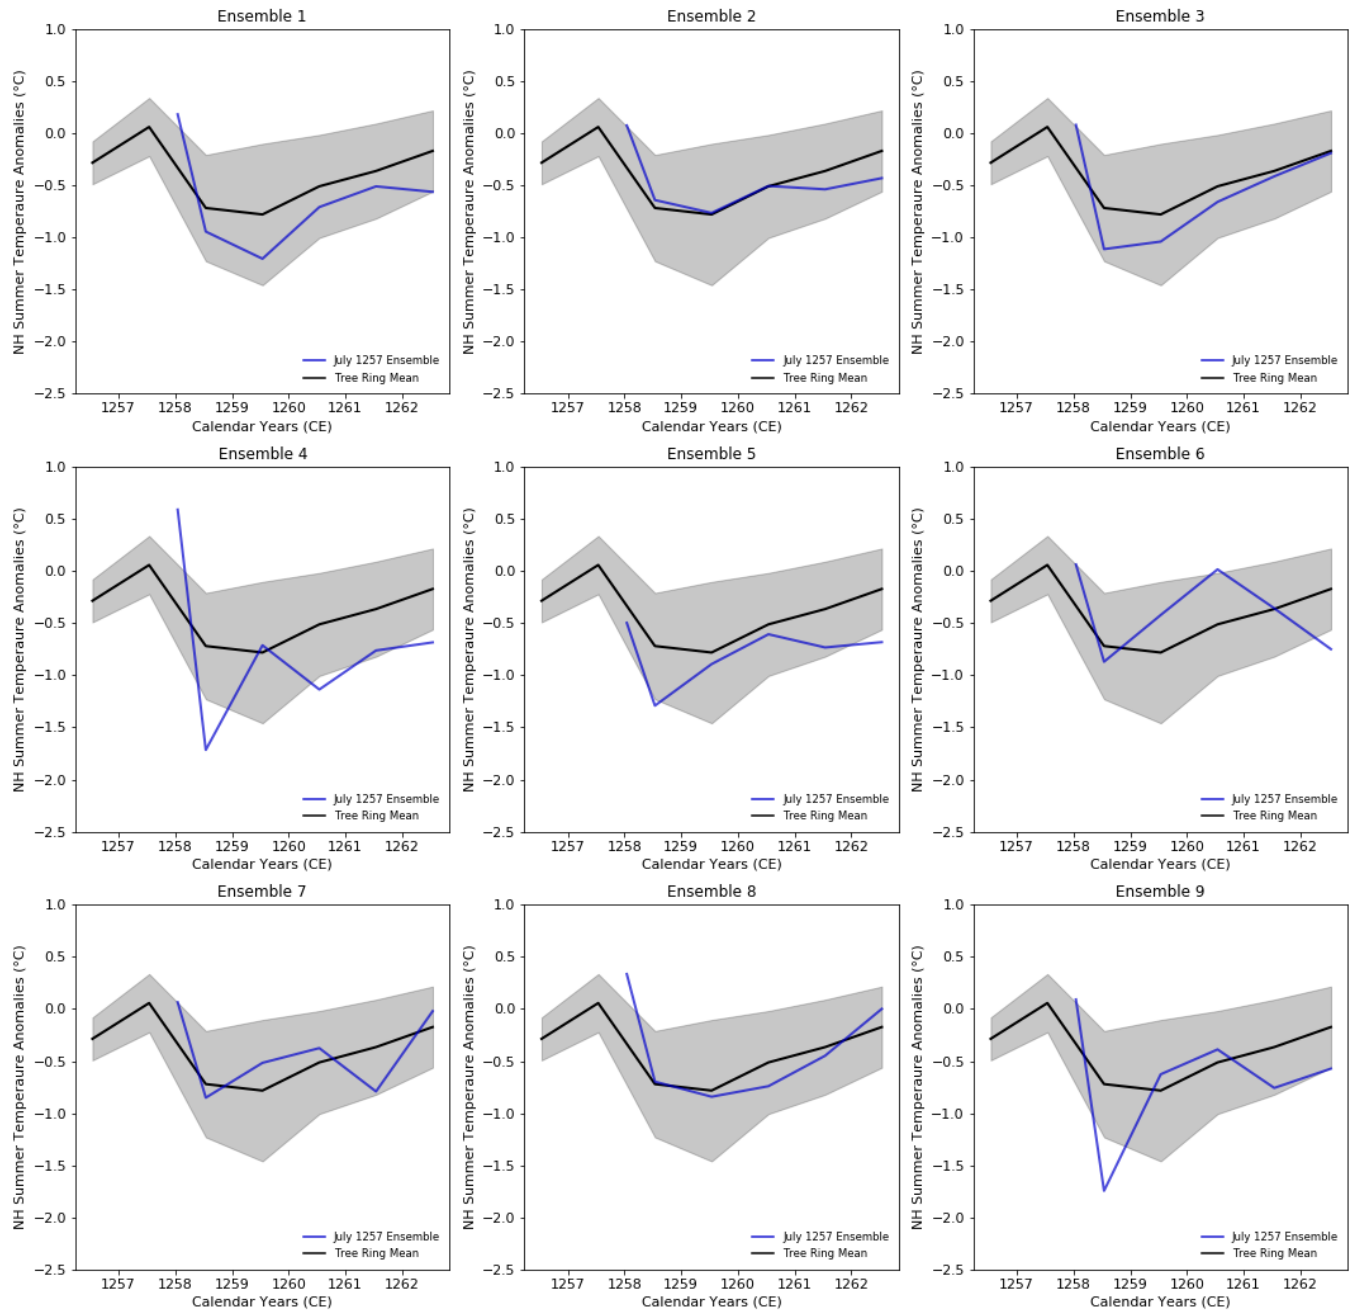 Ensemble 1
NH Summer Temperaure Anomalies (°C)
1.0
0.5
0.0
−0.5
−1.0
−1.5
−2.0
−2.5
July 1257 Ensemble
Tree Ring Mean
1257 1258 1259 1260 1261 1262
Calendar Years (CE)
Ensemble 2
NH Summer Temperaure Anomalies (°C)
1.0
0.5
0.0
−0.5
−1.0
−1.5
−2.0
−2.5
July 1257 Ensemble
Tree Ring Mean
1257 1258 1259 1260 1261 1262
Calendar Years (CE)
Ensemble 3
NH Summer Temperaure Anomalies (°C)
1.0
0.5
0.0
−0.5
−1.0
−1.5
−2.0
−2.5
July 1257 Ensemble
Tree Ring Mean
1257 1258 1259 1260 1261 1262
Calendar Years (CE)
Ensemble 4
NH Summer Temperaure Anomalies (°C)
1.0
0.5
0.0
−0.5
−1.0
−1.5
−2.0
−2.5
July 1257 Ensemble
Tree Ring Mean
1257 1258 1259 1260 1261 1262
Calendar Years (CE)
Ensemble 5
NH Summer Temperaure Anomalies (°C)
1.0
0.5
0.0
−0.5
−1.0
−1.5
−2.0
−2.5
July 1257 Ensemble
Tree Ring Mean
1257 1258 1259 1260 1261 1262
Calendar Years (CE)
Ensemble 6
NH Summer Temperaure Anomalies (°C)
1.0
0.5
0.0
−0.5
−1.0
−1.5
−2.0
−2.5
July 1257 Ensemble
Tree Ring Mean
1257 1258 1259 1260 1261 1262
Calendar Years (CE)
Ensemble 7
NH Summer Temperaure Anomalies (°C)
1.0
0.5
0.0
−0.5
−1.0
−1.5
−2.0
−2.5
July 1257 Ensemble
Tree Ring Mean
1257 1258 1259 1260 1261 1262
Calendar Years (CE)
Ensemble 8
NH Summer Temperaure Anomalies (°C)
1.0
0.5
0.0
−0.5
−1.0
−1.5
−2.0
−2.5
July 1257 Ensemble
Tree Ring Mean
1257 1258 1259 1260 1261 1262
Calendar Years (CE)
Ensemble 9
NH Summer Temperaure Anomalies (°C)
1.0
0.5
0.0
−0.5
−1.0
−1.5
−2.0
−2.5
July 1257 Ensemble
Tree Ring Mean
1257 1258 1259 1260 1261 1262
Calendar Years (CE)